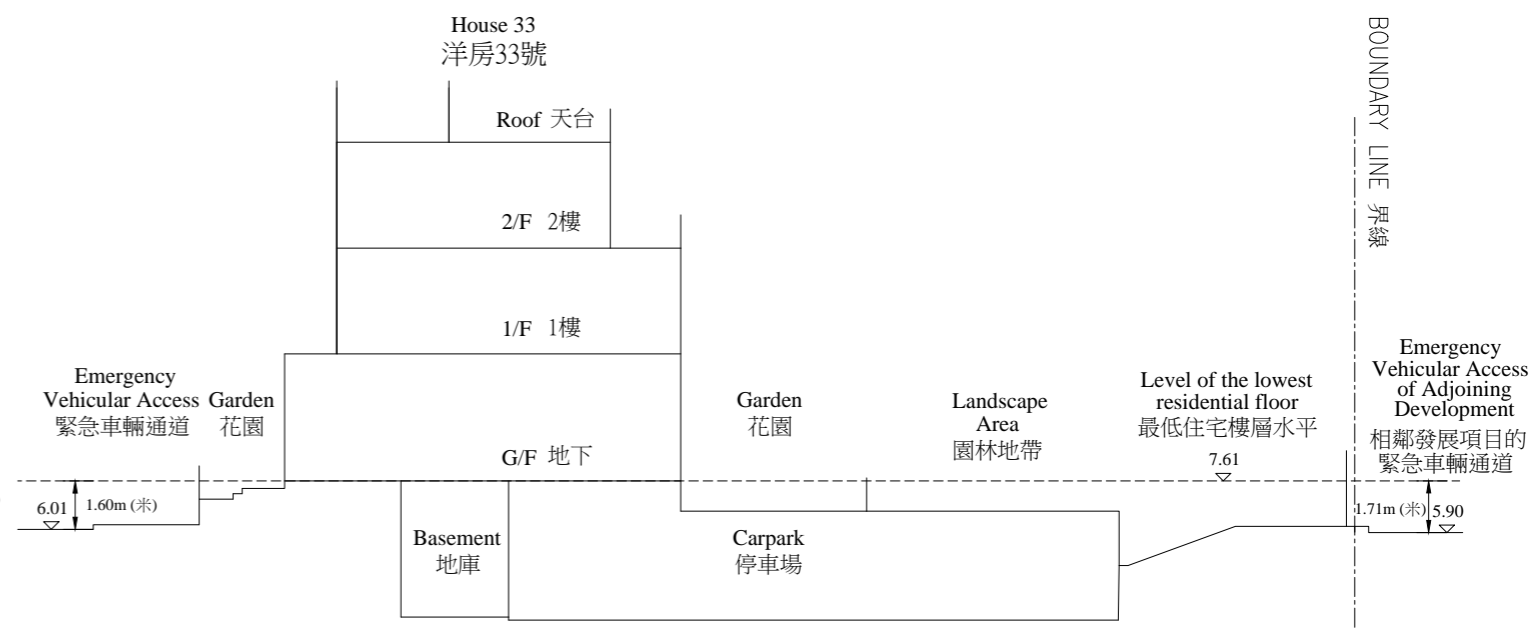 House 33
洋房33號
Roof 天台
2/F 2樓
1/F 1樓
G/F 地下
Emergency
Vehicular Access
緊急車輛通道
Garden
花園
6.01
1.60m (米)
Basement
地庫
Carpark
停車場
Garden
花園
Landscape
Area
園林地帶
Level of the lowest
residential floor
最低住宅樓層水平
7.61
BOUNDARY LINE 界線
Emergency
Vehicular Access
of Adjoining
Development
相鄰發展項目的
緊急車輛通道
1.71m (米)
5.90